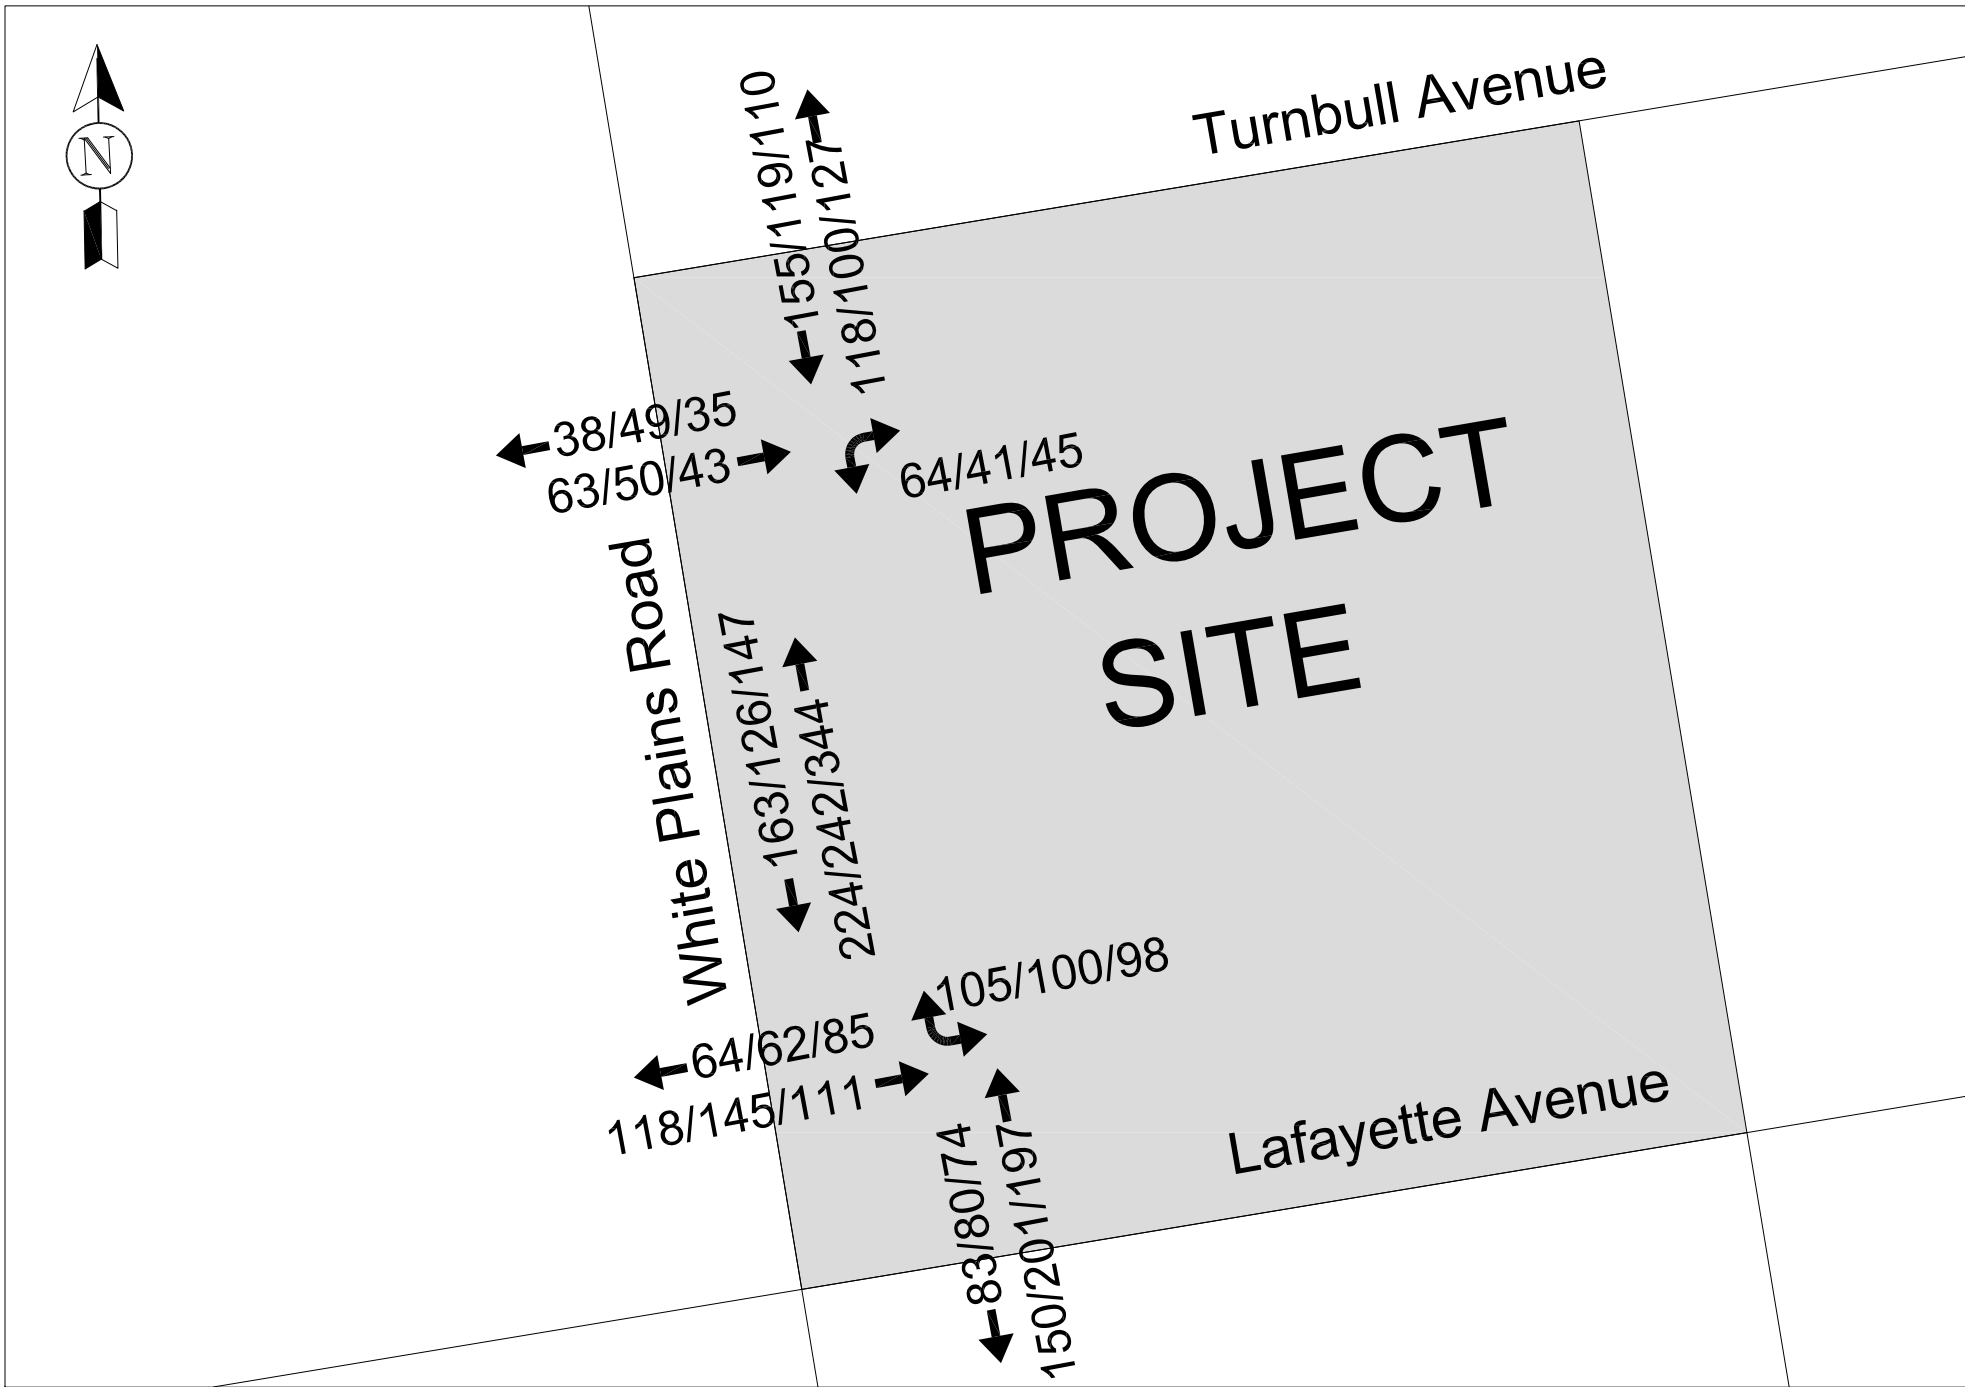 N
Turnbull Avenue
155/119/110
118/100/127
38/49/35
63/50/43
64/41/45
PROJECT
SITE
White Plains Road
163/126/147
224/242/344
105/100/98
64/62/85
118/145/111
83/80/74
150/201/197
Lafayette Avenue